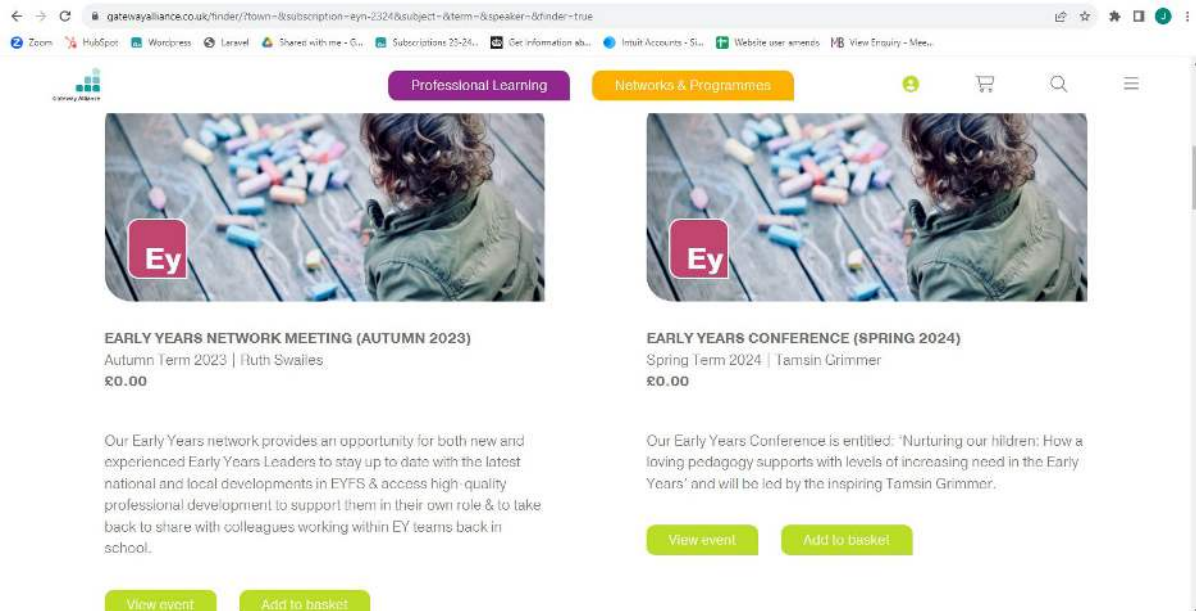 gatewayalliance.co.uk/finder/?town=&subscription=eyn-2324&subject=&term=&speaker=&finder=true
Zoom HubSpot Wordpress Laravel Shared with me - G... Subscriptions 23-24... Get Information ab... Intuit Accounts - Si... Website user amends MB View Enquiry - Mee...
Gateway Alliance
Professional Learning Networks & Programmes J
Ey
EARLY YEARS NETWORK MEETING (AUTUMN 2023)
Autumn Term 2023 | Ruth Swailes
£0.00
Our Early Years network provides an opportunity for both new and
experienced Early Years Leaders to stay up to date with the latest
national and local developments in EYFS & access high-quality
professional development to support them in their own role & to take
back to share with colleagues working within EY teams back in
school.
View event Add to basket
Ey
EARLY YEARS CONFERENCE (SPRING 2024)
Spring Term 2024 | Tamsin Grimmer
£0.00
Our Early Years Conference is entitled: 'Nurturing our hildren: How a
loving pedagogy supports with levels of increasing need in the Early
Years' and will be led by the inspiring Tamsin Grimmer.
View event Add to basket